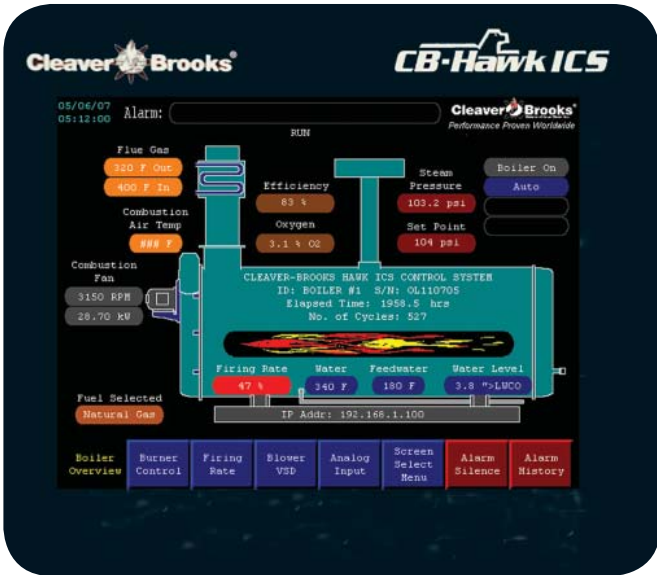 Cleaver Brooks®
CB-Hawk ICS
05/06/07
05:12:00
Alarm:
RUN
Cleaver Brooks
Performance Proven Worldwide
Flue Gas
320 F Out
400 F In
Combustion
Air Temp
### F
Efficiency
83 %
Oxygen
3.1 % O2
Steam
Pressure
103.2 psi
Set Point
104 psi
Boiler On
Auto
Combustion
Fan
3150 RPM
28.70 kW
CLEAVER-BROOKS HAWK ICS CONTROL SYSTEM
ID: BOILER #1 S/N: OL110705
Elapsed Time: 1958.5 hrs
No. of Cycles: 527
Firing Rate
47 %
Water
340 F
Feedwater
180 F
Water Level
3.8 ">LWCO
Fuel Selected
Natural Gas
IP Addr: 192.168.1.100
Boiler
Overview
Burner
Control
Firing
Rate
Blower
VSD
Analog
Input
Screen
Select
Menu
Alarm
Silence
Alarm
History